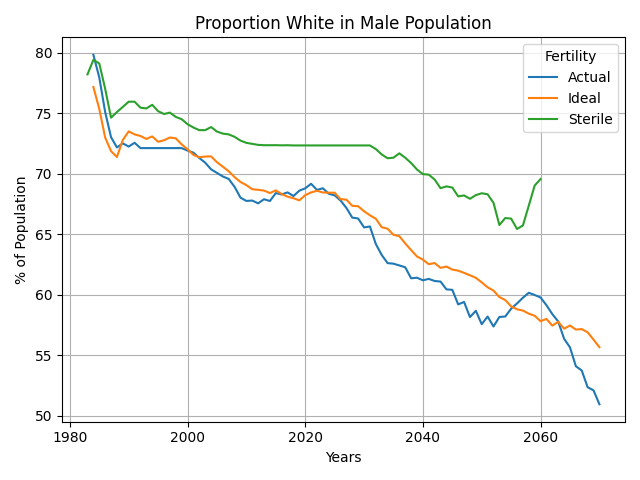 Proportion White in Male Population
% of Population
80
75
70
65
60
55
50
1980
2000
2020
2040
2060
Years
Fertility
Actual
Ideal
Sterile